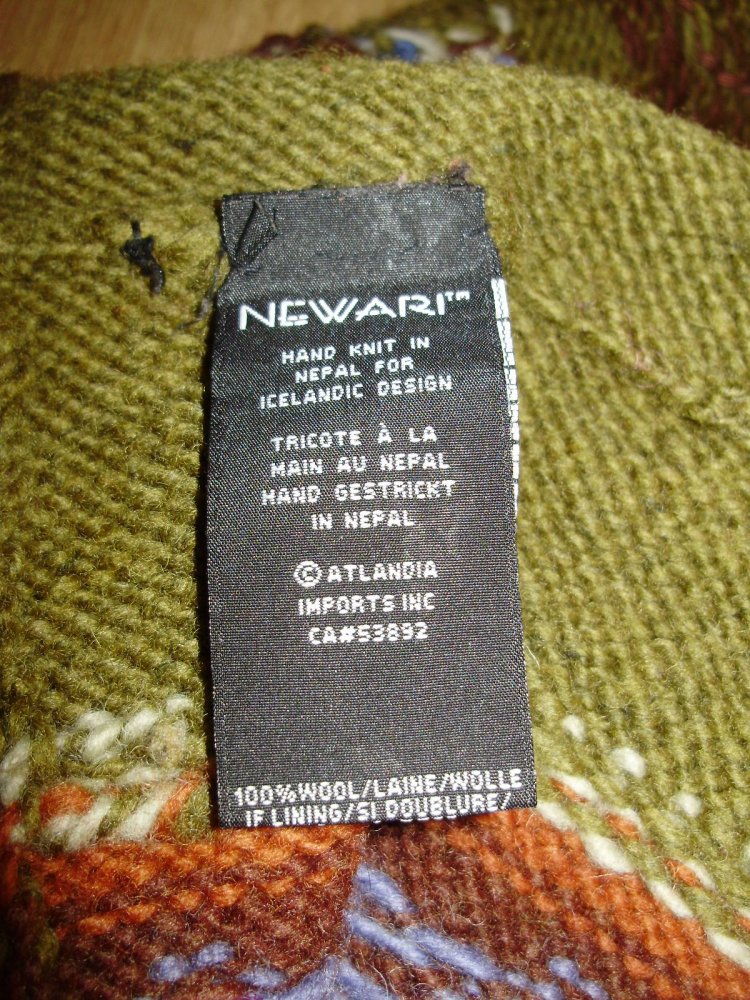 NEWARI™
HAND KNIT IN
NEPAL FOR
ICELANDIC DESIGN
TRICOTE À LA
MAIN AU NEPAL
HAND GESTRICKT
IN NEPAL
© ATLANDIA
IMPORTS INC
CA#53892
100%WOOL/LAINE/WOLLE
IF LINING/SI DOUBLURE/